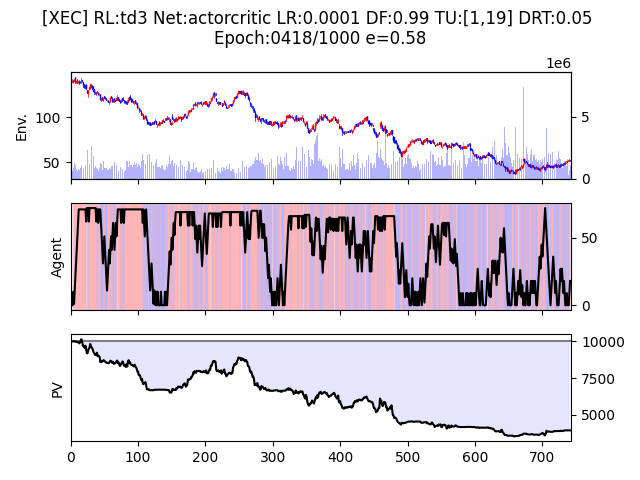 [XEC] RL:td3 Net:actorcritic LR:0.0001 DF:0.99 TU:[1,19] DRT:0.05
Epoch:0418/1000 e=0.58
1e6
Env.
100
50
5
0
Agent
50
0
PV
10000
7500
5000
0 100 200 300 400 500 600 700